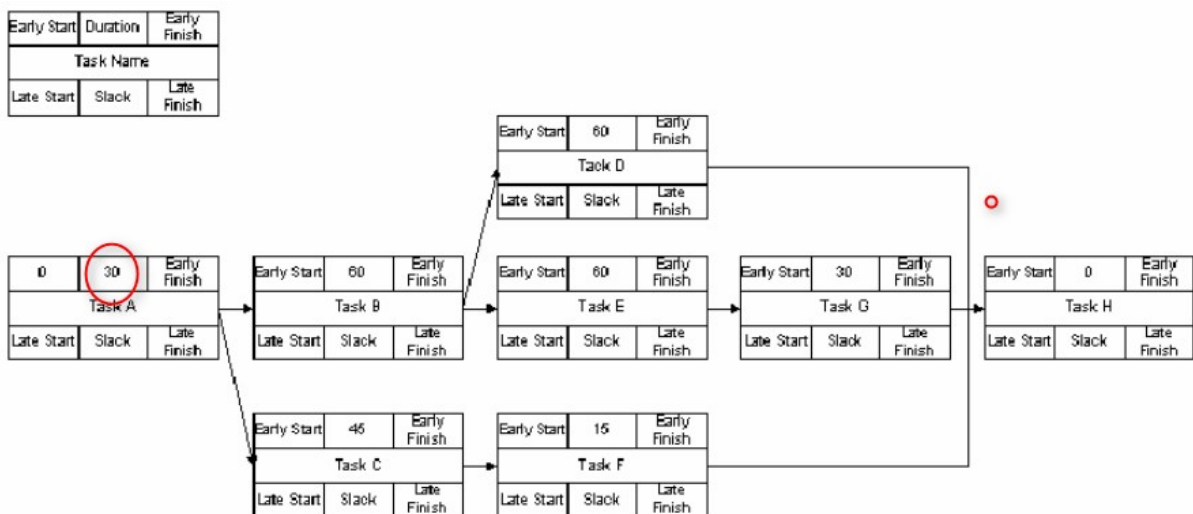 Early Start Duration Early
Finish
Task Name
Late Start Slack Late
Finish
Early Start 60 Early
Finish
Task D
Late Start Slack Late
Finish
0 30 Early
Finish
Task A
Late Start Slack Late
Finish
Early Start 60 Early
Finish
Task B
Late Start Slack Late
Finish
Early Start 60 Early
Finish
Task E
Late Start Slack Late
Finish
Early Start 30 Early
Finish
Task G
Late Start Slack Late
Finish
Early Start 0 Early
Finish
Task H
Late Start Slack Late
Finish
Early Start 45 Early
Finish
Task C
Late Start Slack Late
Finish
Early Start 15 Early
Finish
Task F
Late Start Slack Late
Finish